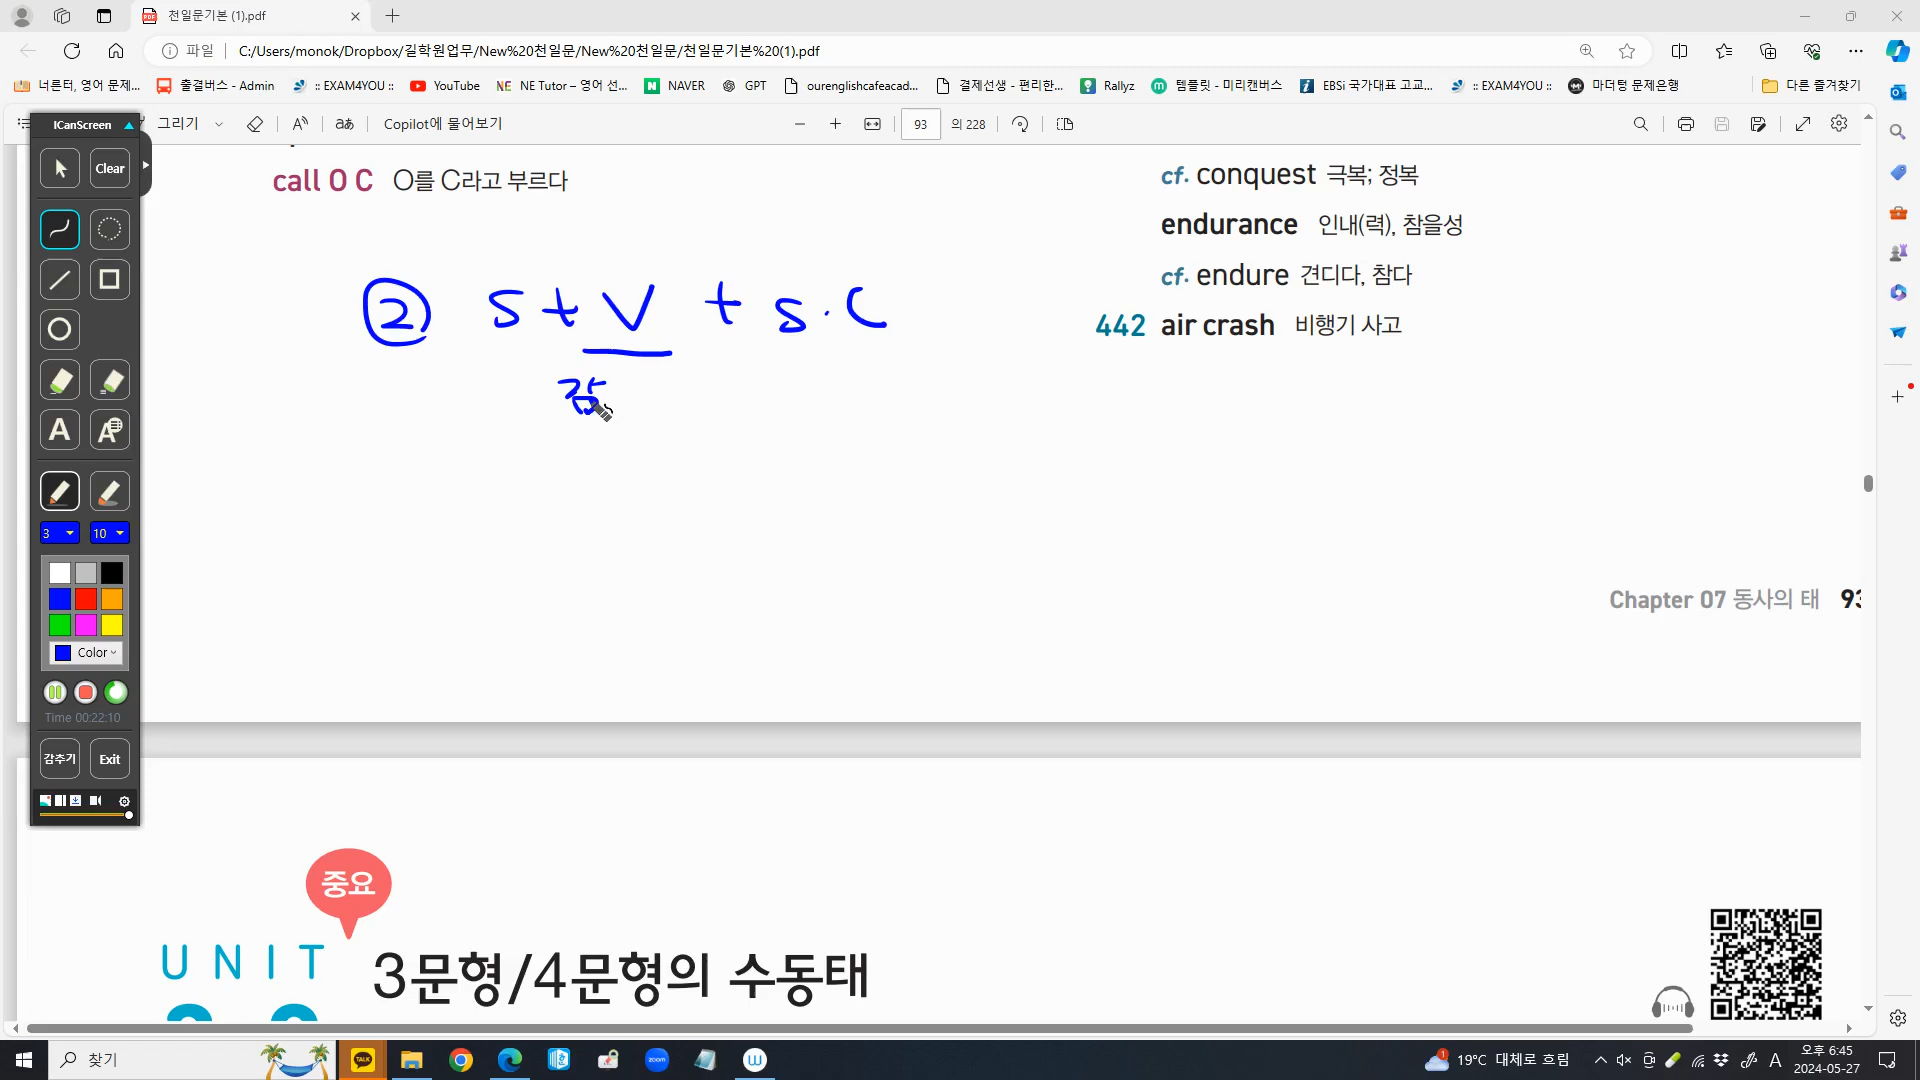 천일문기본 (1).pdf
파일 C:/Users/monok/Dropbox/길학원업무/New%20천일문/New%20천일문/천일문기본%20(1).pdf
너른터, 영어 문제... 출결버스 - Admin :: EXAM4YOU :: YouTube NE Tutor – 영어 선... NAVER GPT ourenglishcafeacad... 결제선생 - 편리한... Rallyz 템플릿 - 미리캔버스 EBSi 국가대표 고교... :: EXAM4YOU :: 마더텅 문제은행 다른 즐겨찾기
그리기 aあ Copilot에 물어보기 93 의 228
ICanScreen
Clear
call O C O를 C라고 부르다
cf. conquest 극복; 정복
endurance 인내(력), 참을성
cf. endure 견디다, 참다
442 air crash 비행기 사고
② S + V + S.C
3 10
Color
Time 00:22:10
감추기 Exit
Chapter 07 동사의 태 93
중요
UNIT
3문형/4문형의 수동태
찾기
TALK
zoom
19°C 대체로 흐림
A
오후 6:45
2024-05-27